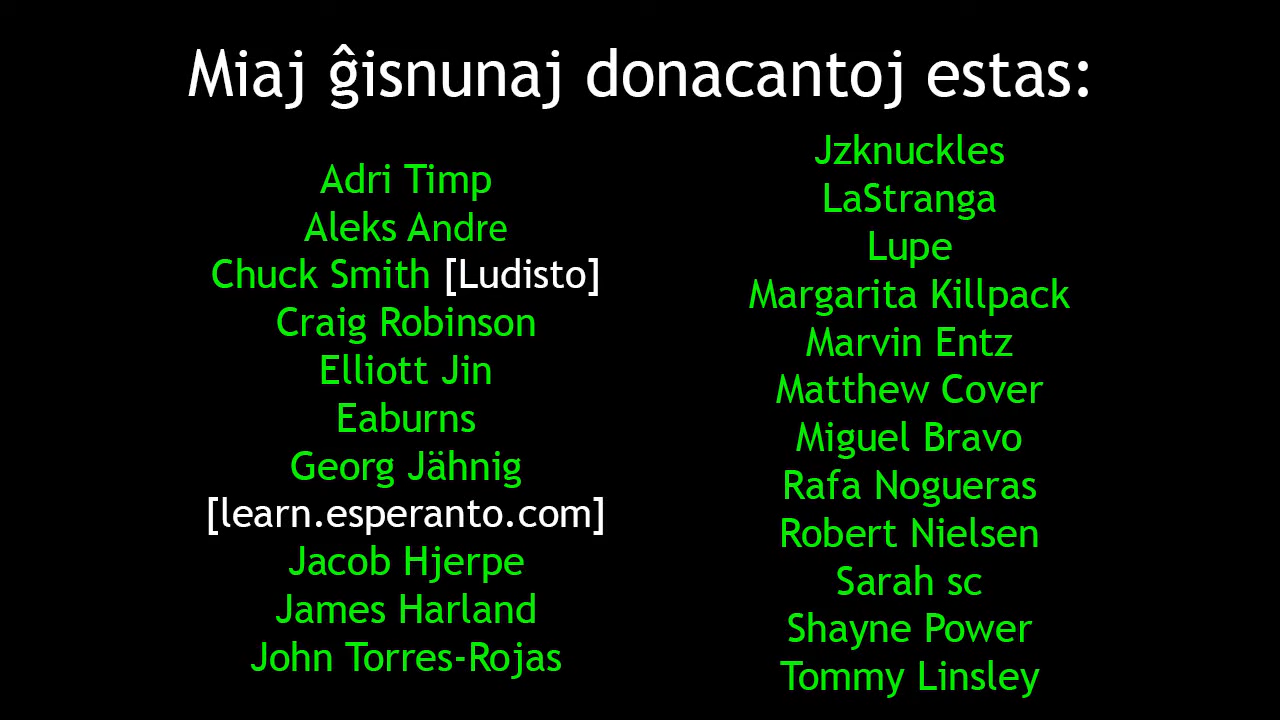 Miaj ĝisnunaj donacantoj estas:
Adri Timp
Aleks Andre
Chuck Smith [Ludisto]
Craig Robinson
Elliott Jin
Eaburns
Georg Jähnig
[learn.esperanto.com]
Jacob Hjerpe
James Harland
John Torres-Rojas
Jzknuckles
LaStranga
Lupe
Margarita Killpack
Marvin Entz
Matthew Cover
Miguel Bravo
Rafa Nogueras
Robert Nielsen
Sarah sc
Shayne Power
Tommy Linsley